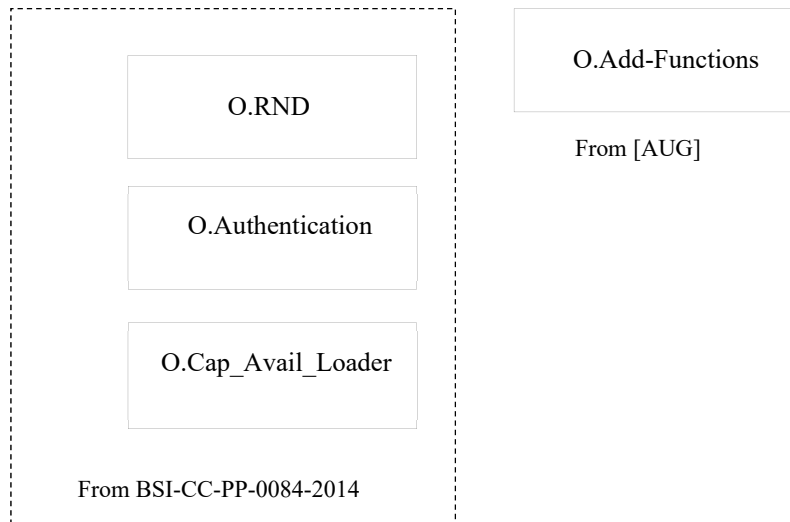 O.RND
O.Authentication
O.Cap_Avail_Loader
From BSI-CC-PP-0084-2014
O.Add-Functions
From [AUG]